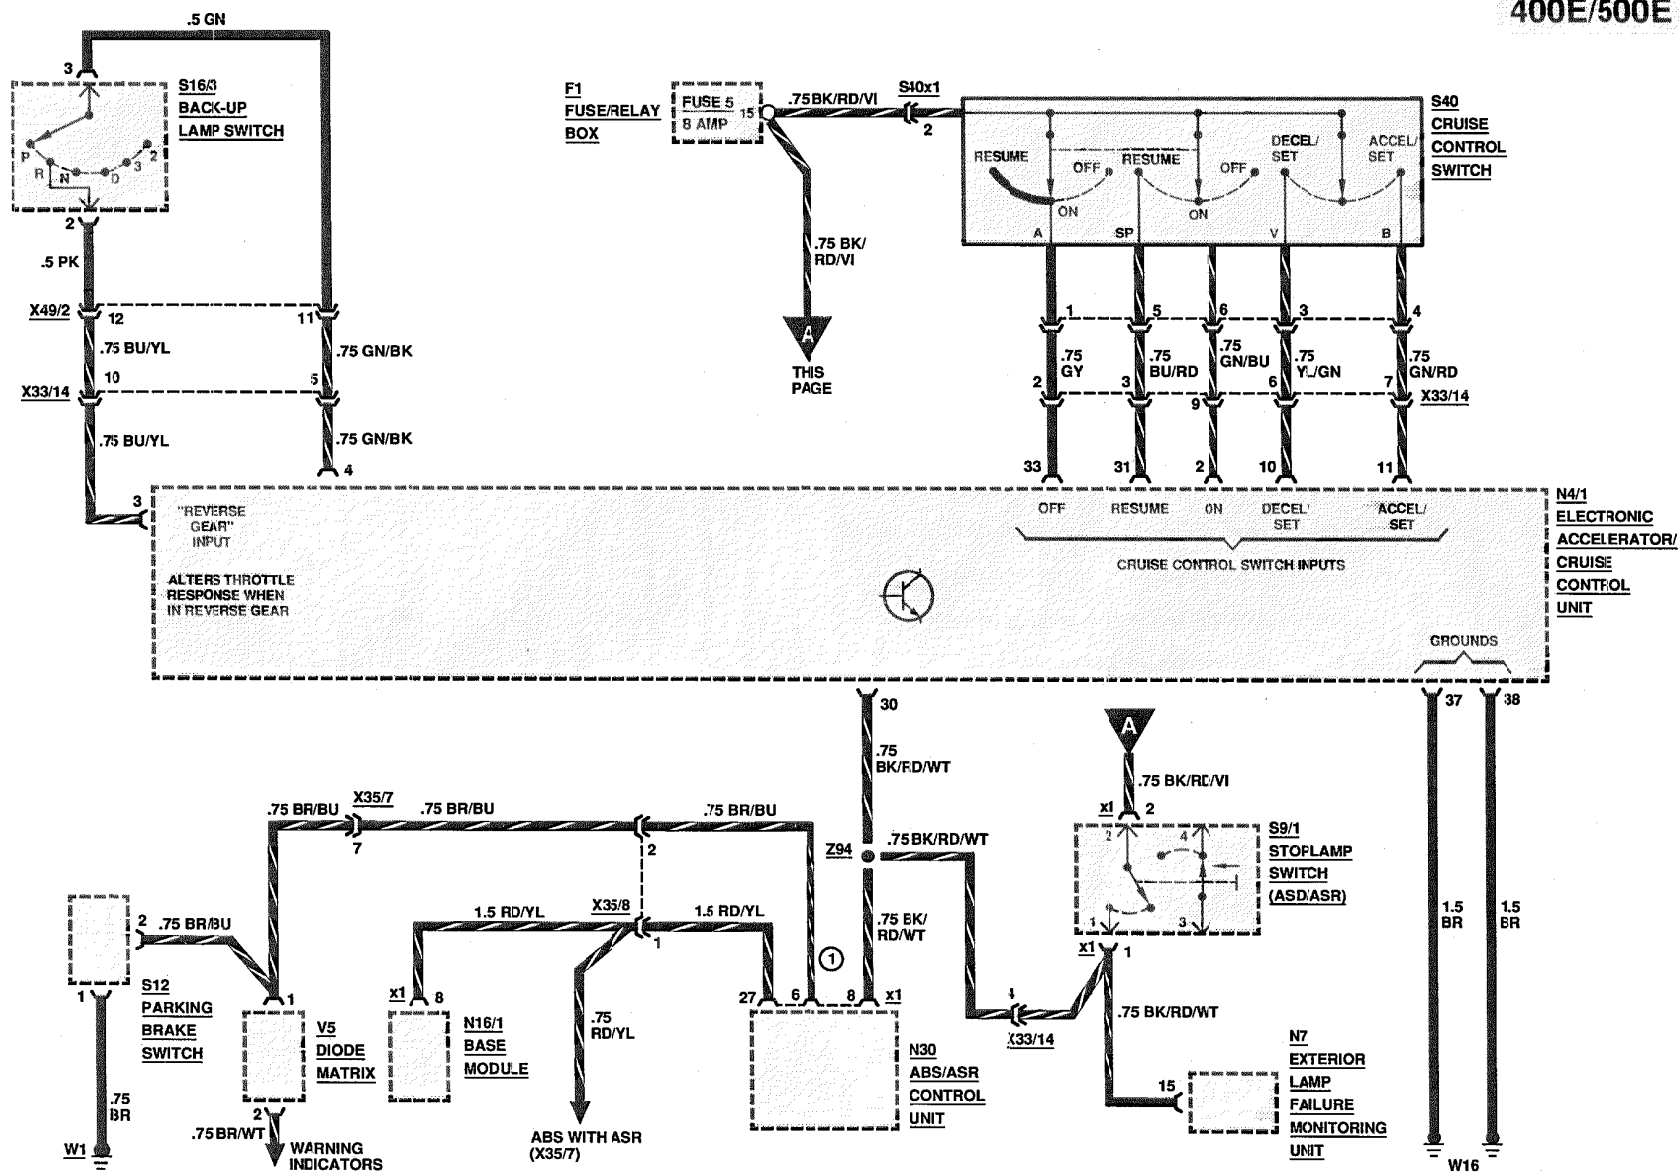 400E/500E
.5 GN
3
S16/3
BACK-UP
LAMP SWITCH
P
R
N
D
3
2
2
.5 PK
X49/2
12
11
.75 BU/YL
.75 GN/BK
10
5
X33/14
.75 BU/YL
.75 GN/BK
4
3
F1
FUSE/RELAY
BOX
FUSE 5
8 AMP
15
.75BK/RD/VI
S40x1
2
.75 BK/
RD/VI
A
THIS
PAGE
S40
CRUISE
CONTROL
SWITCH
RESUME
OFF
ON
RESUME
OFF
ON
DECEL/
SET
ACCEL/
SET
A
SP
V
B
1
5
6
3
4
.75
GY
.75
BU/RD
.75
GN/BU
.75
YL/GN
.75
GN/RD
2
3
9
6
7
X33/14
33
31
2
10
11
"REVERSE
GEAR"
INPUT
ALTERS THROTTLE
RESPONSE WHEN
IN REVERSE GEAR
OFF
RESUME
ON
DECEL/
SET
ACCEL/
SET
CRUISE CONTROL SWITCH INPUTS
N4/1
ELECTRONIC
ACCELERATOR/
CRUISE
CONTROL
UNIT
GROUNDS
37
38
30
.75
BK/RD/WT
A
.75 BK/RD/VI
x1
2
.75 BR/BU
X35/7
7
.75 BR/BU
2
.75 BR/BU
Z94
.75BK/RD/WT
2
4
1
3
S9/1
STOPLAMP
SWITCH
(ASD/ASR)
x1
1
1.5
BR
1.5
BR
2
.75 BR/BU
1.5 RD/YL
X35/8
1
1.5 RD/YL
.75 BK/
RD/WT
1
1
S12
PARKING
BRAKE
SWITCH
1
V5
DIODE
MATRIX
x1
8
N16/1
BASE
MODULE
.75
RD/YL
27
6
8
x1
N30
ABS/ASR
CONTROL
UNIT
4
X33/14
.75 BK/RD/WT
15
N7
EXTERIOR
LAMP
FAILURE
MONITORING
UNIT
.75
BR
W1
2
.75BR/WT
WARNING
INDICATORS
ABS WITH ASR
(X35/7)
W16